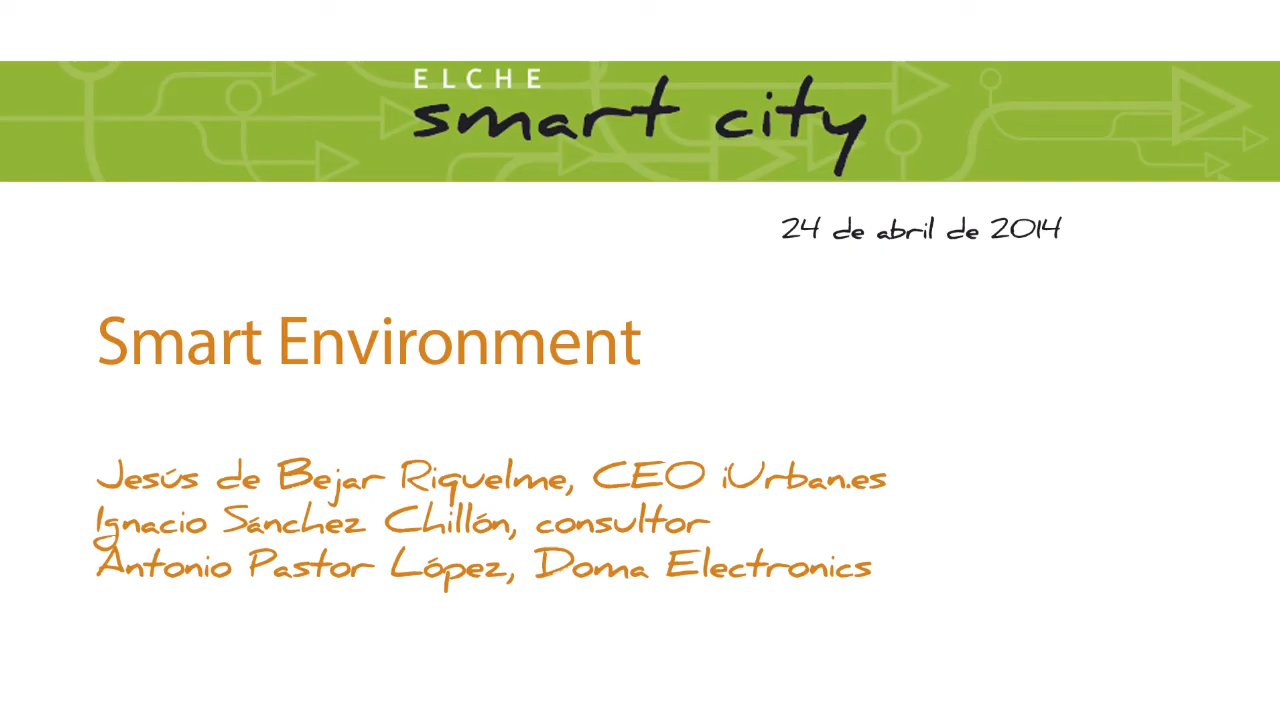 ELCHE
smart city
24 de abril de 2014
Smart Environment
Jesús de Bejar Riquelme, CEO iUrban.es
Ignacio Sánchez Chillón, consultor
Antonio Pastor López, Doma Electronics